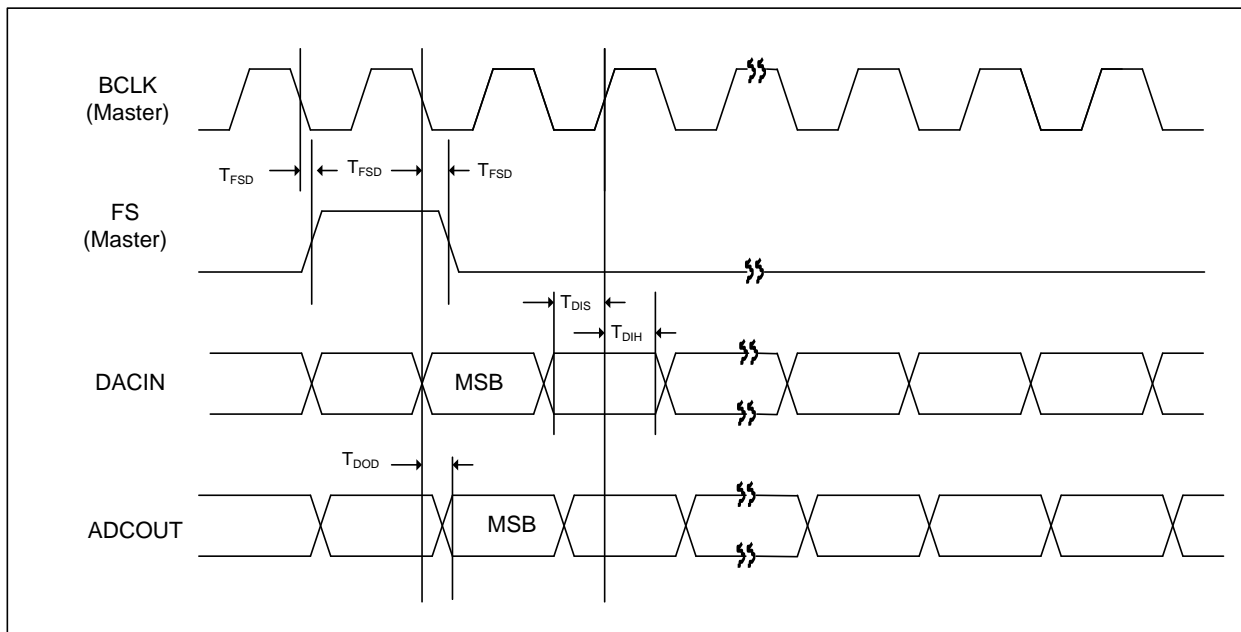 BCLK
(Master)
TFSD
TFSD
TFSD
FS
(Master)
TDIS
TDIH
DACIN
MSB
TDOD
ADCOUT
MSB